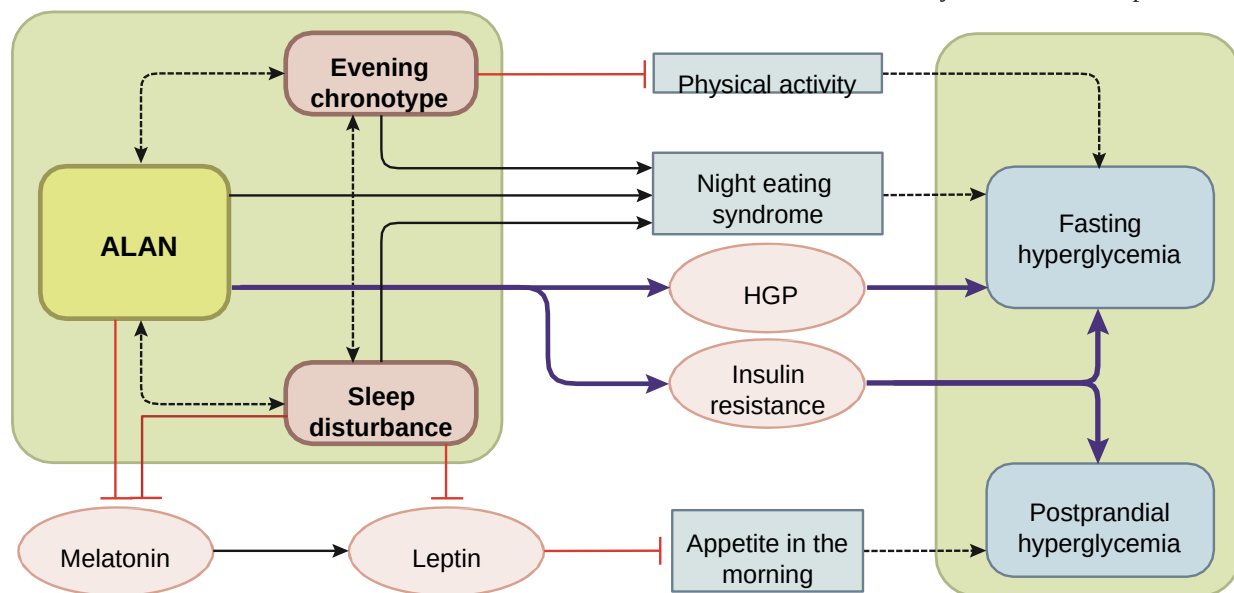 Evening
chronotype
Physical activity
ALAN
Night eating
syndrome
Fasting
hyperglycemia
HGP
Insulin
resistance
Sleep
disturbance
Melatonin
Leptin
Appetite in the
morning
Postprandial
hyperglycemia